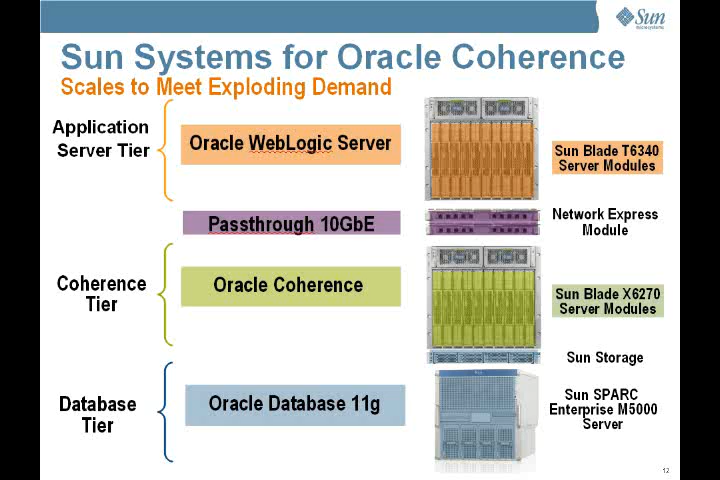 Sun
microsystems
Sun Systems for Oracle Coherence
Scales to Meet Exploding Demand
Application
Server Tier
Oracle WebLogic Server
Sun Blade T6340
Server Modules
Passthrough 10GbE
Network Express
Module
Coherence
Tier
Oracle Coherence
Sun Blade X6270
Server Modules
Sun Storage
Database
Tier
Oracle Database 11g
Sun SPARC
Enterprise M5000
Server
12